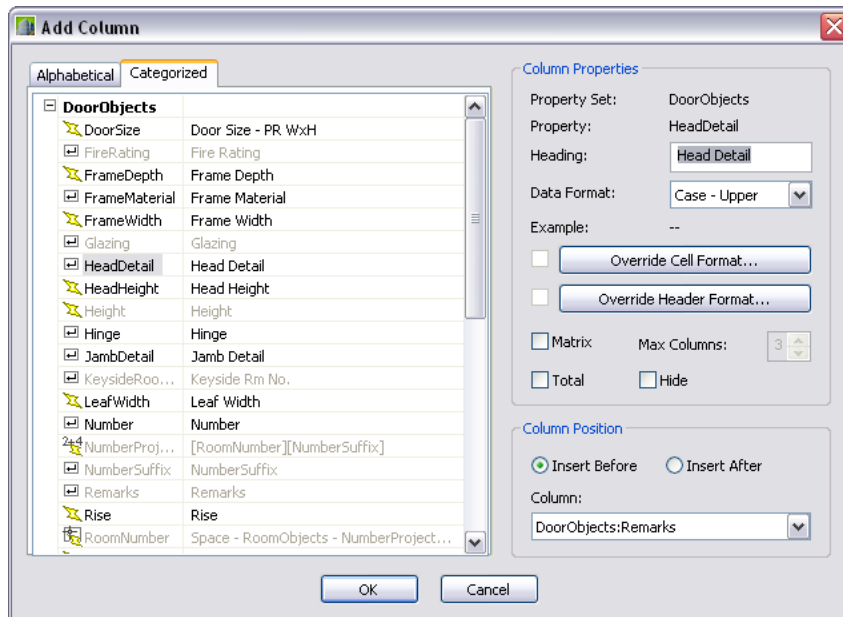 Add Column
Alphabetical Categorized
DoorObjects
DoorSize Door Size - PR WxH
FireRating Fire Rating
FrameDepth Frame Depth
FrameMaterial Frame Material
FrameWidth Frame Width
Glazing Glazing
HeadDetail Head Detail
HeadHeight Head Height
Height Height
Hinge Hinge
JambDetail Jamb Detail
KeysideRoo... Keyside Rm No.
LeafWidth Leaf Width
Number Number
2+4 NumberProj... [RoomNumber][NumberSuffix]
NumberSuffix NumberSuffix
Remarks Remarks
Rise Rise
RoomNumber Space - RoomObjects - NumberProject...
Column Properties
Property Set: DoorObjects
Property: HeadDetail
Heading: Head Detail
Data Format: Case - Upper
Example: --
Override Cell Format...
Override Header Format...
Matrix Max Columns: 3
Total Hide
Column Position
Insert Before Insert After
Column:
DoorObjects:Remarks
OK Cancel